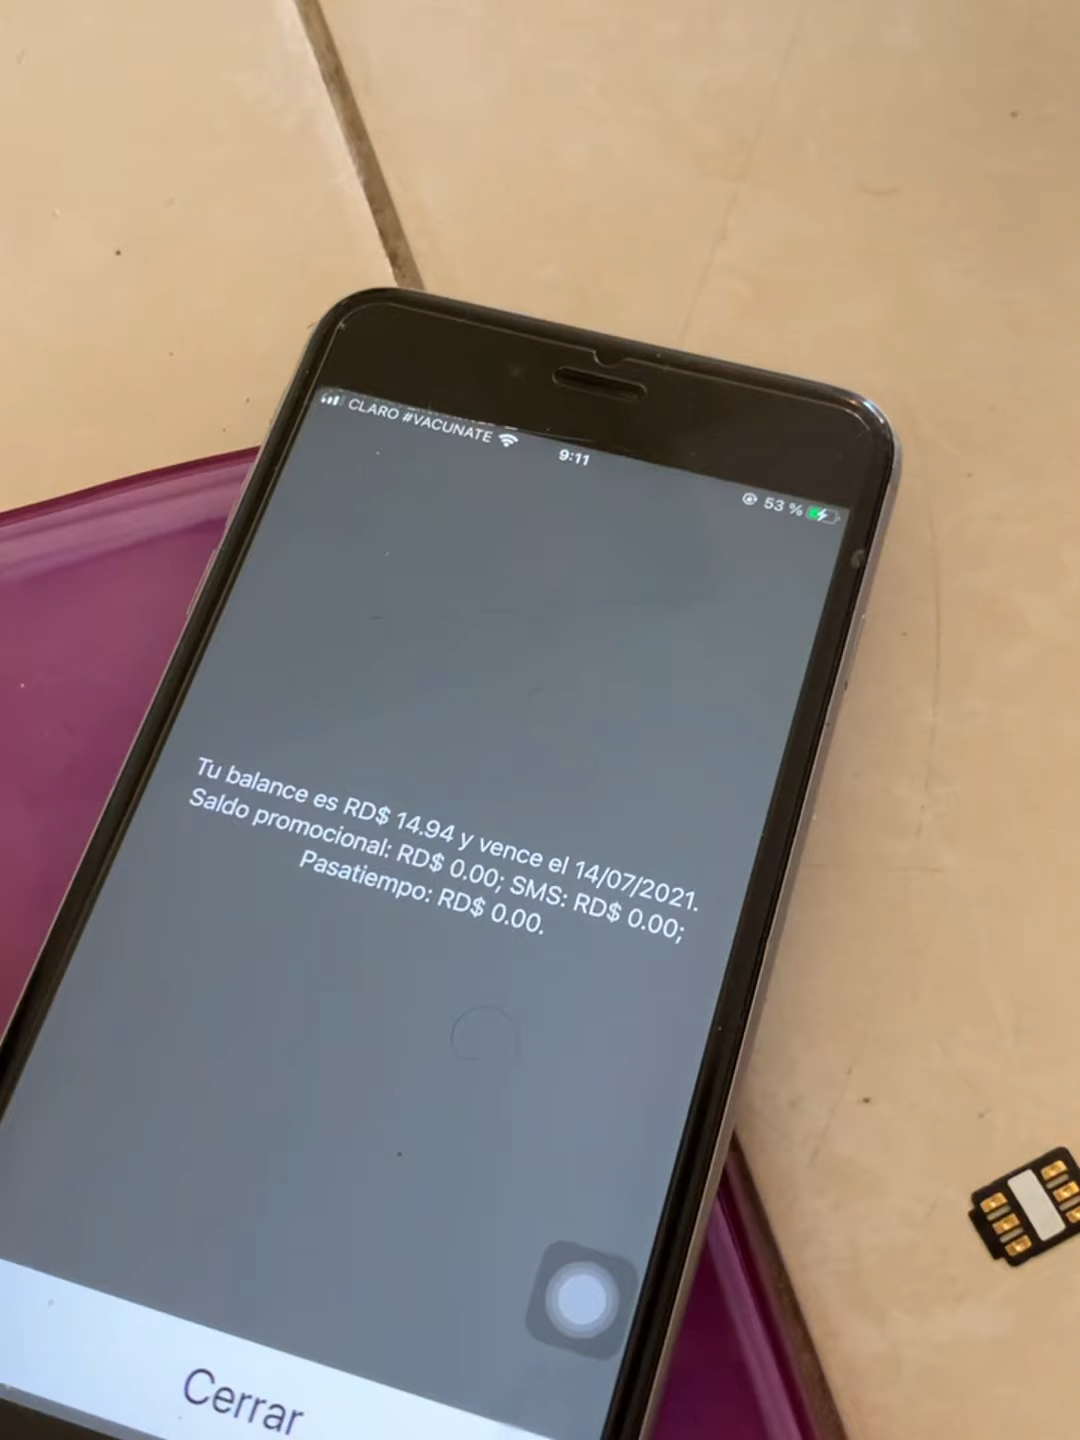 CLARO #VACUNATE
9:11
53 %
Tu balance es RD$ 14.94 y vence el 14/07/2021.
Saldo promocional: RD$ 0.00; SMS: RD$ 0.00;
Pasatiempo: RD$ 0.00.
Cerrar